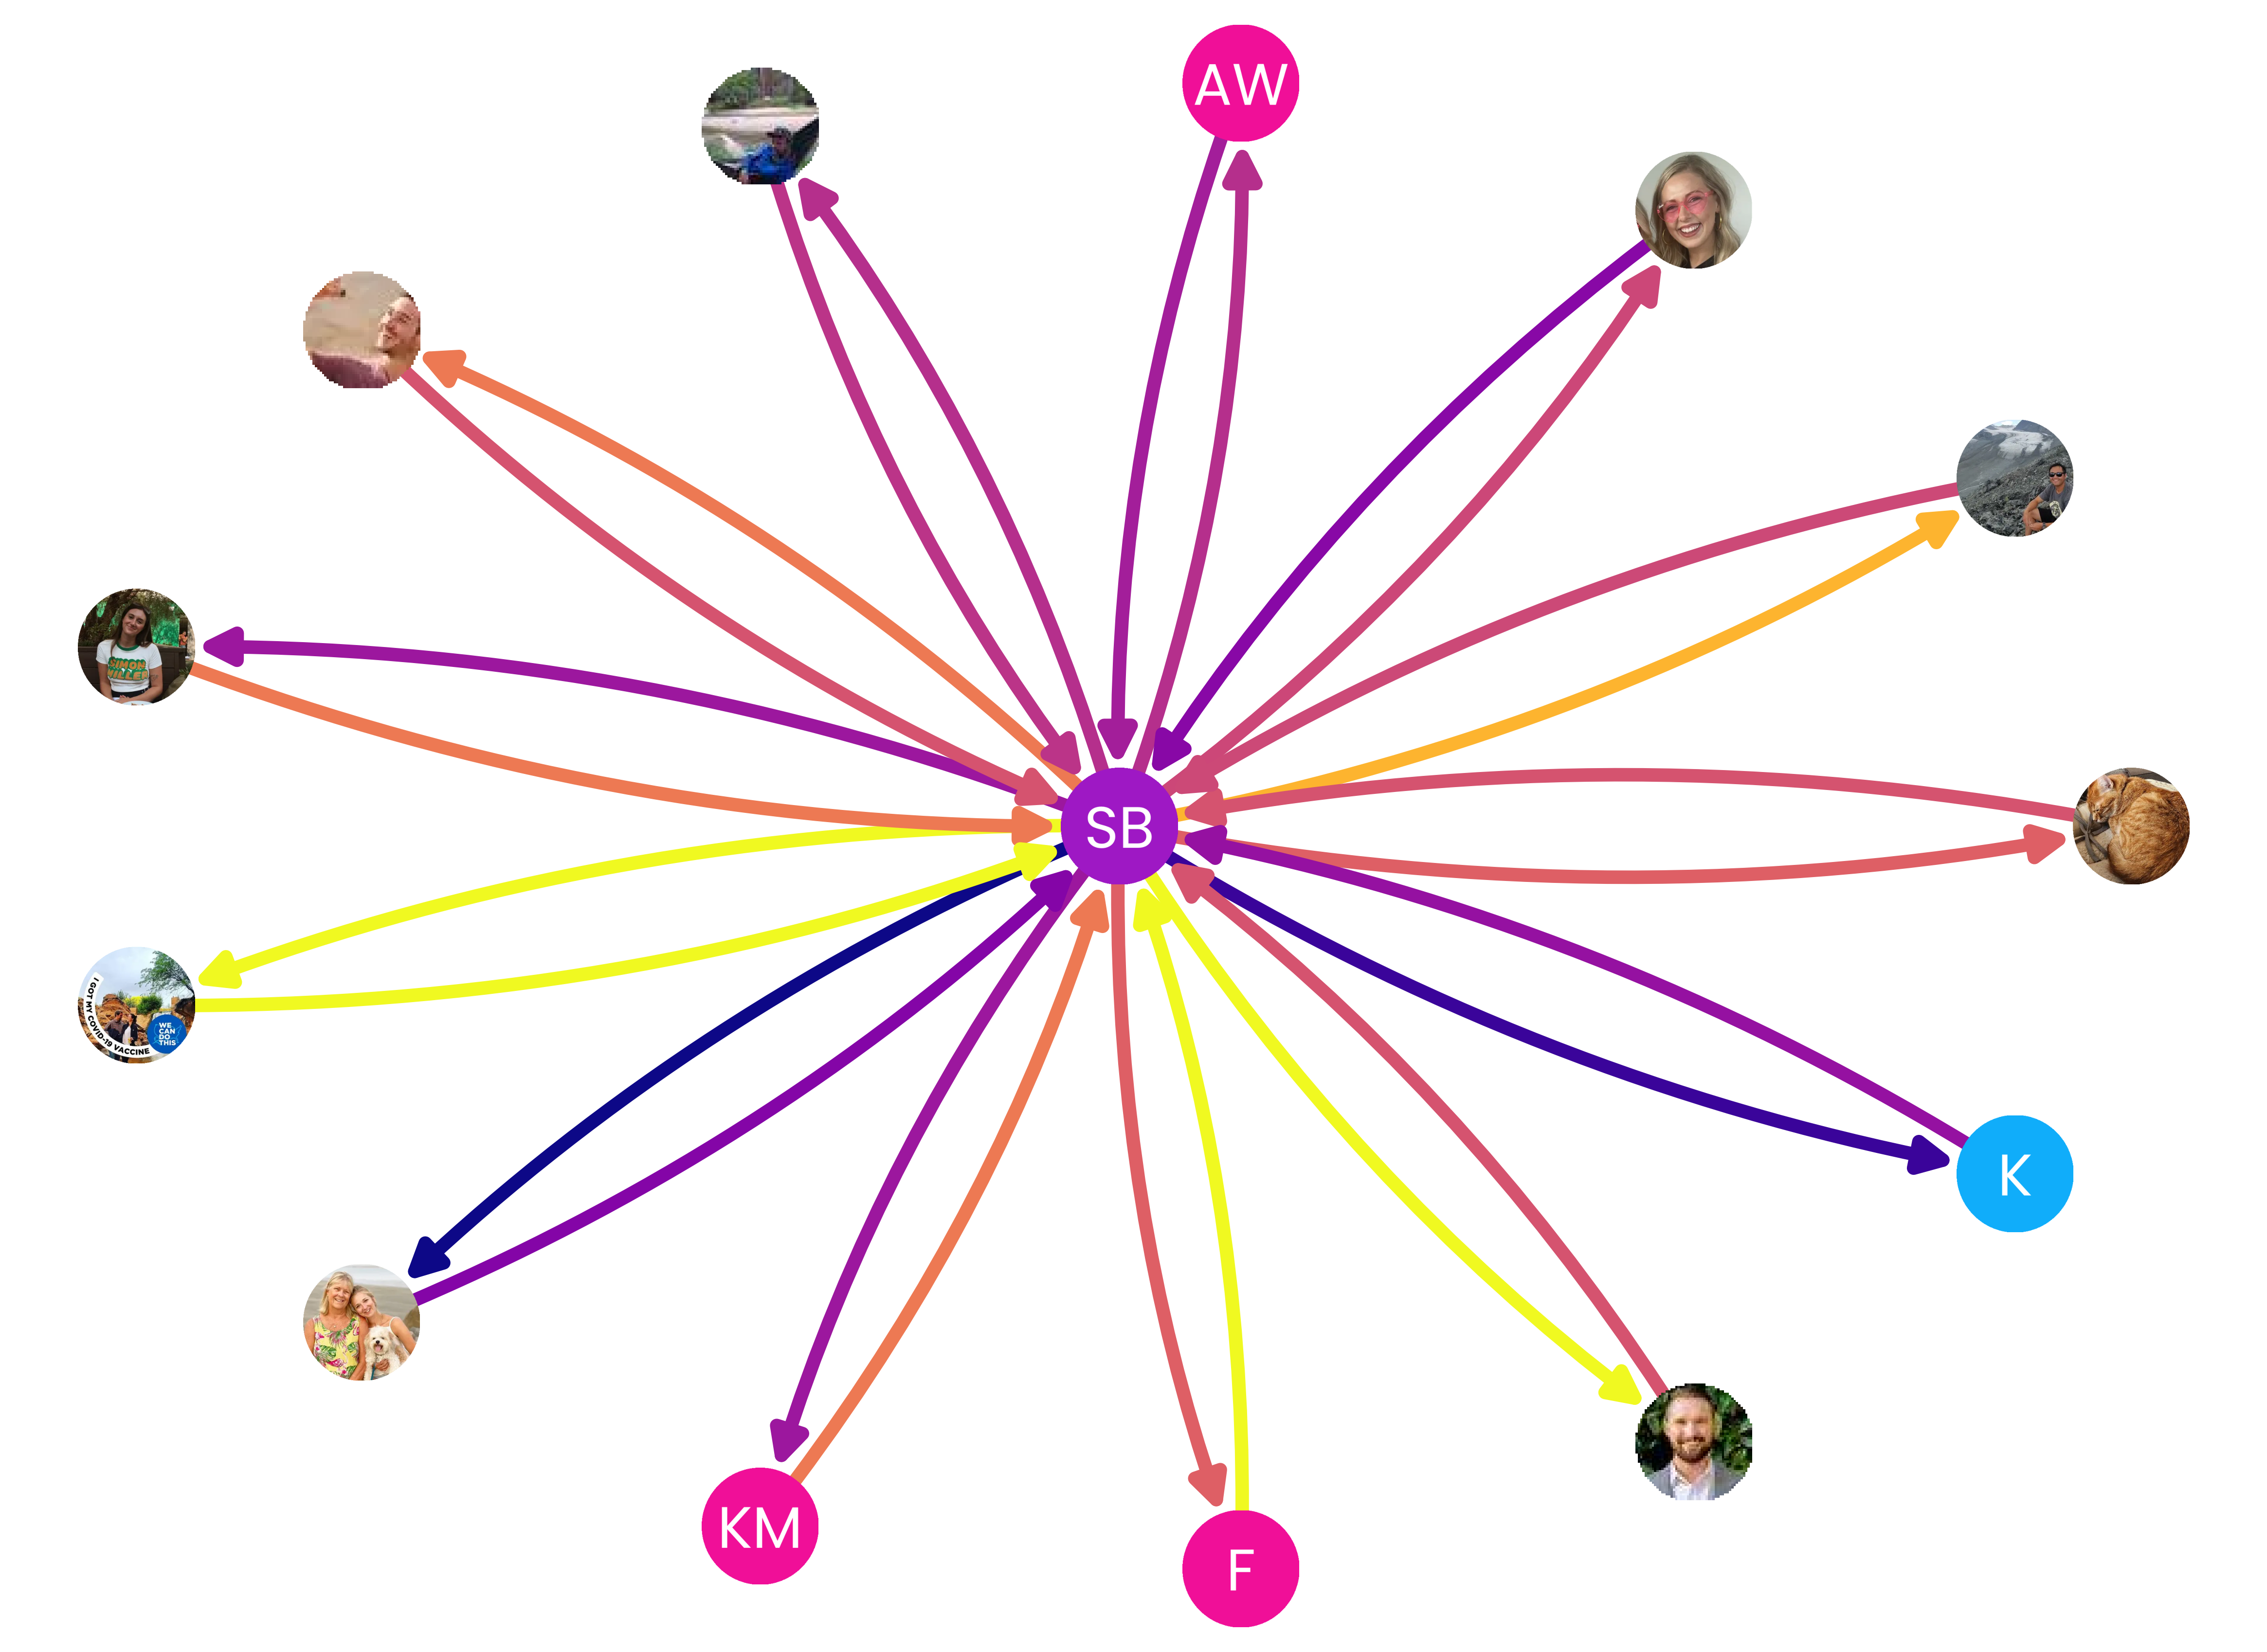 AW
SIMON
MILLER
SB
I GOT MY COVID-19 VACCINE
WE
CAN
DO
THIS
K
KM
F